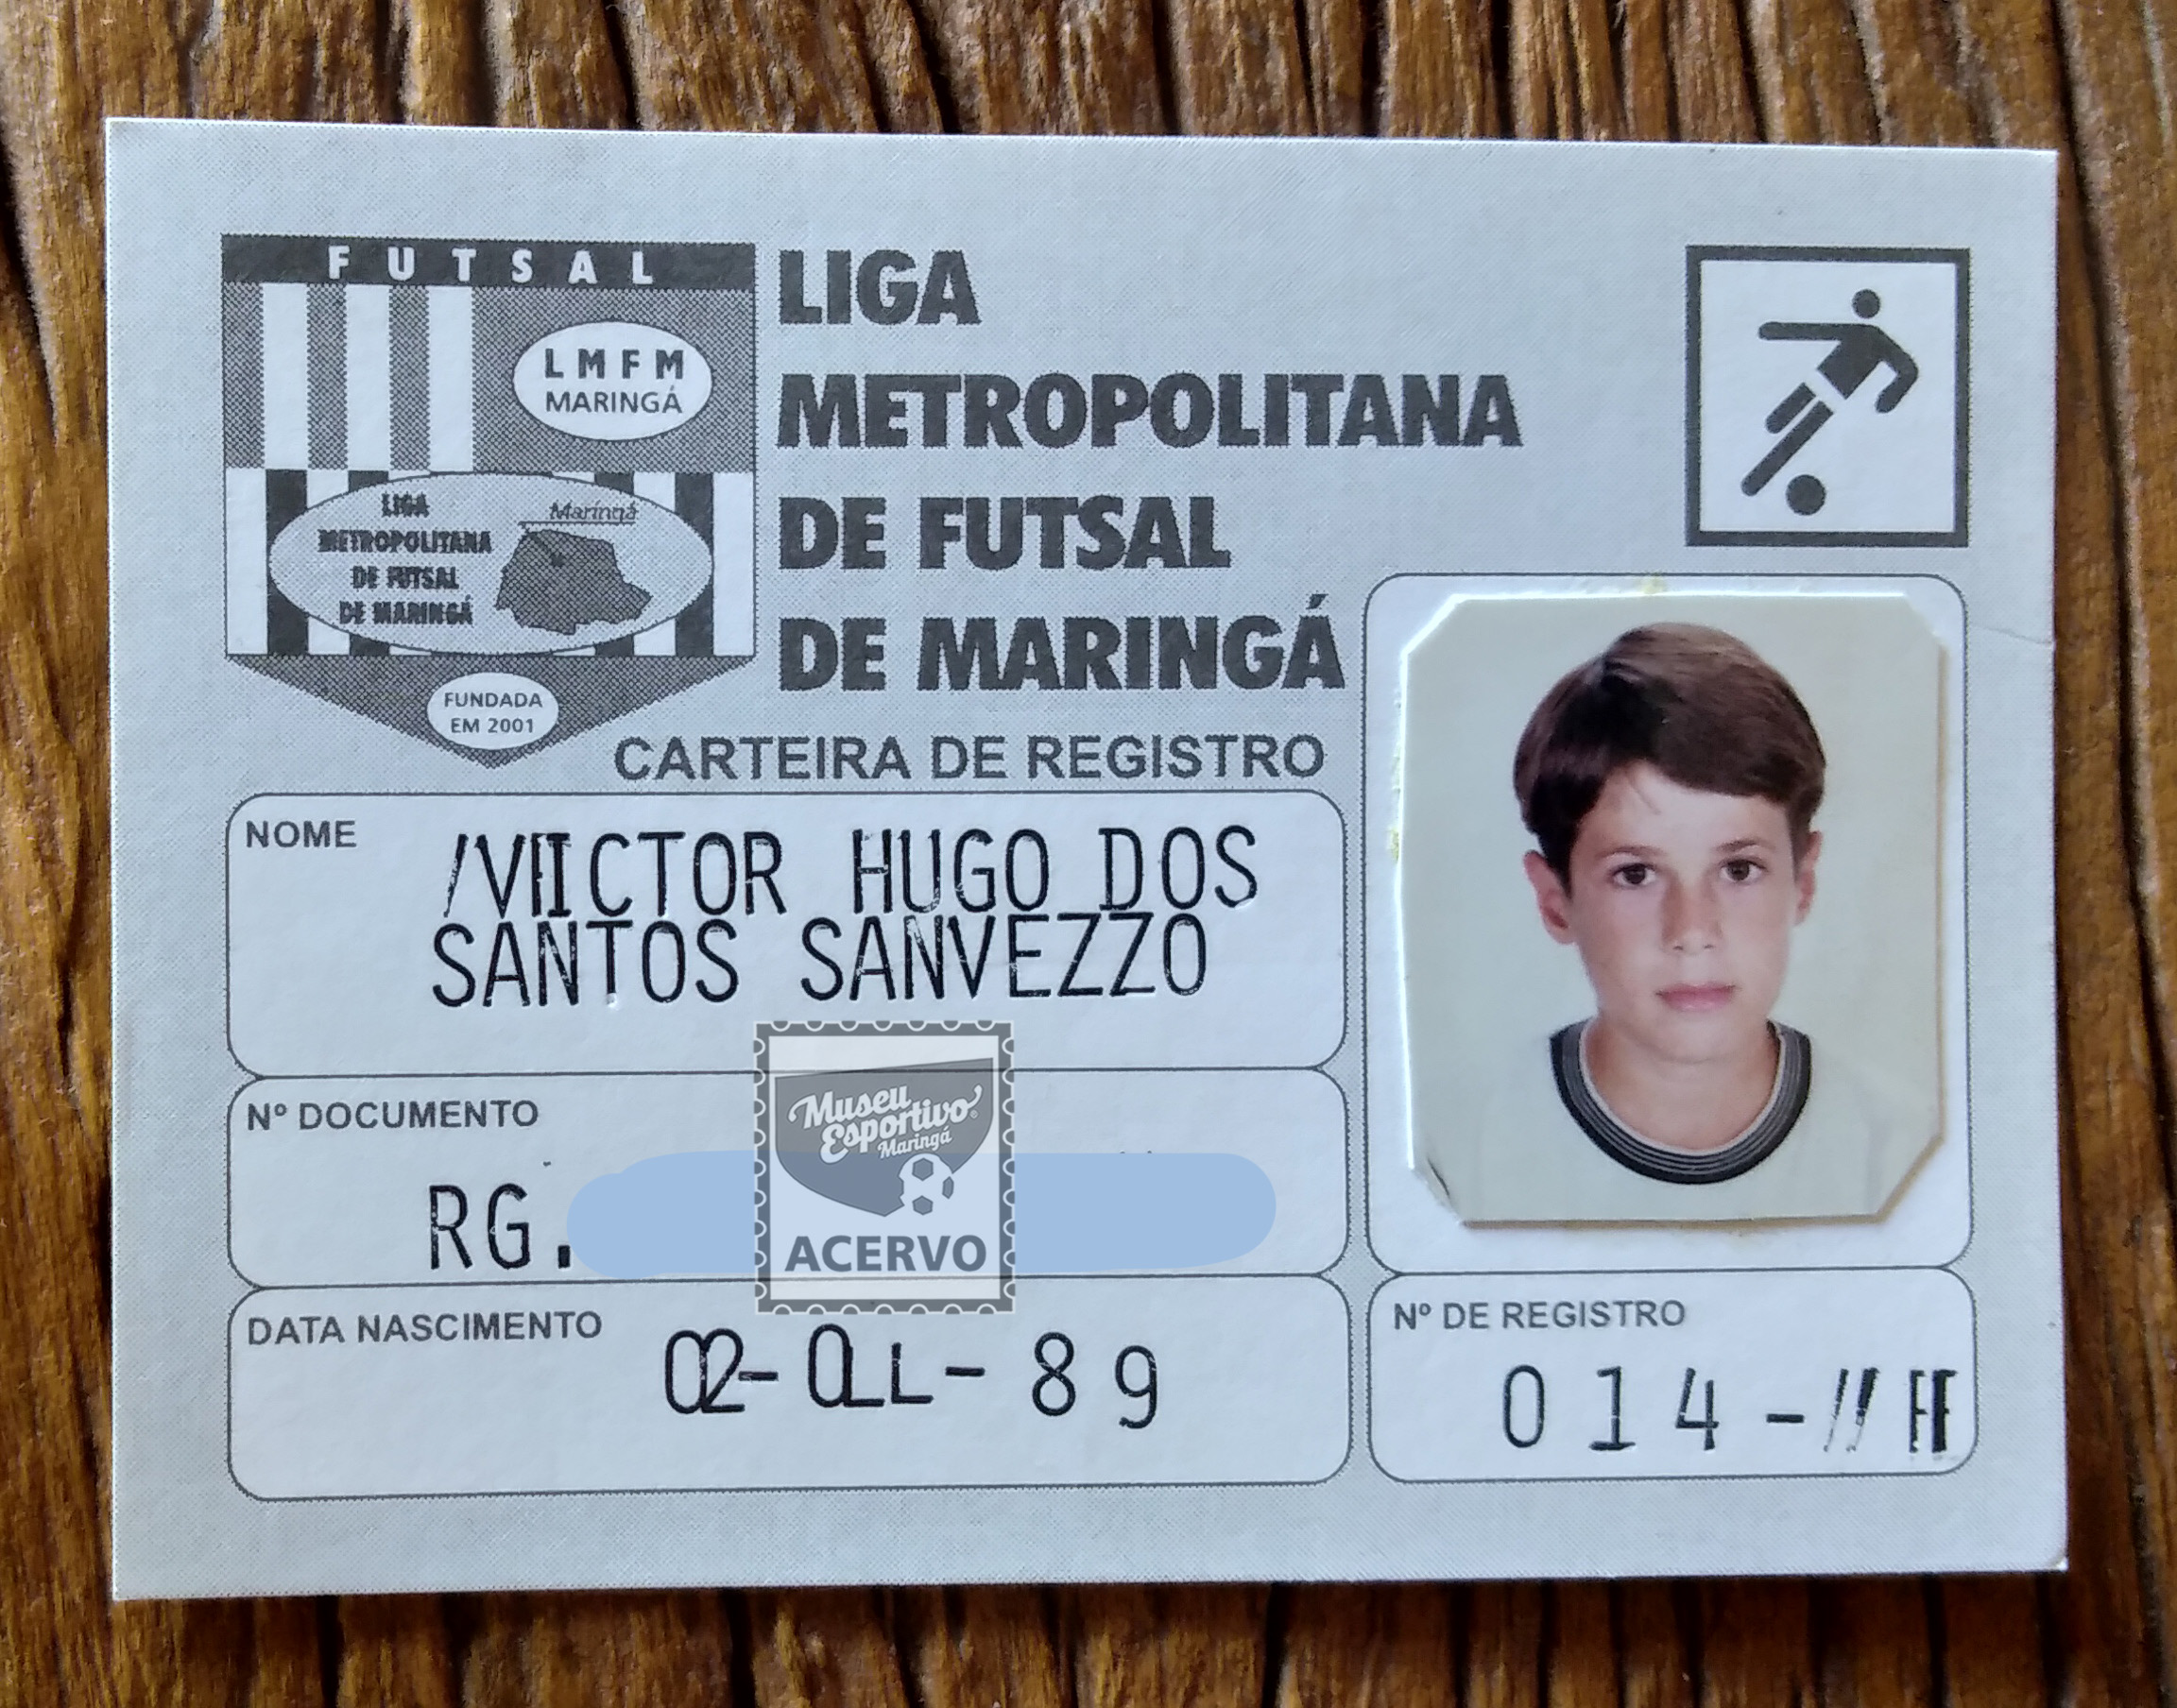 FUTSAL
LMFM
MARINGÁ
LIGA
METROPOLITANA
DE FUTSAL
DE MARINGÁ
Maringá
FUNDADA
EM 2001
LIGA
METROPOLITANA
DE FUTSAL
DE MARINGÁ
CARTEIRA DE REGISTRO
NOME
VIICTOR HUGO DOS
SANTOS SANVEZZO
Nº DOCUMENTO
RG.
Museu
Esportivo
Maringá
ACERVO
DATA NASCIMENTO
02- - 89
Nº DE REGISTRO
014-